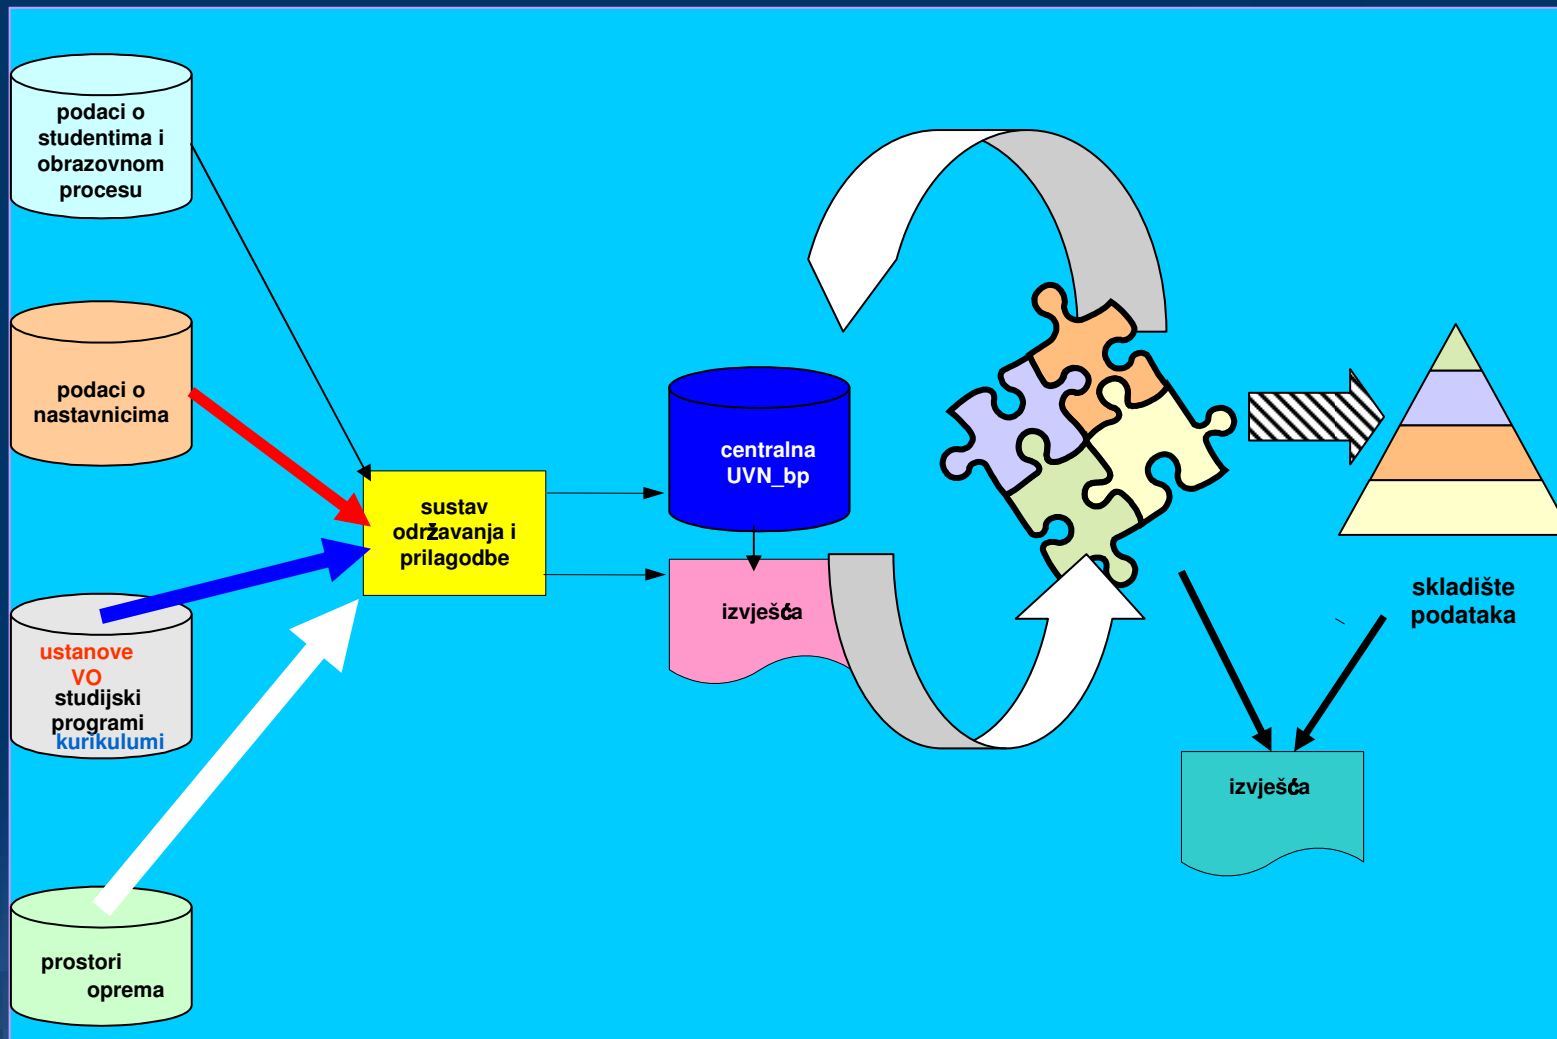 podaci o
studentima i
obrazovnom
procesu
podaci o
nastavnicima
ustanove
VO
studijski
programi
kurikulumi
prostori
oprema
sustav
održavanja i
prilagodbe
centralna
UVN_bp
izvješća
skladište
podataka
izvješća